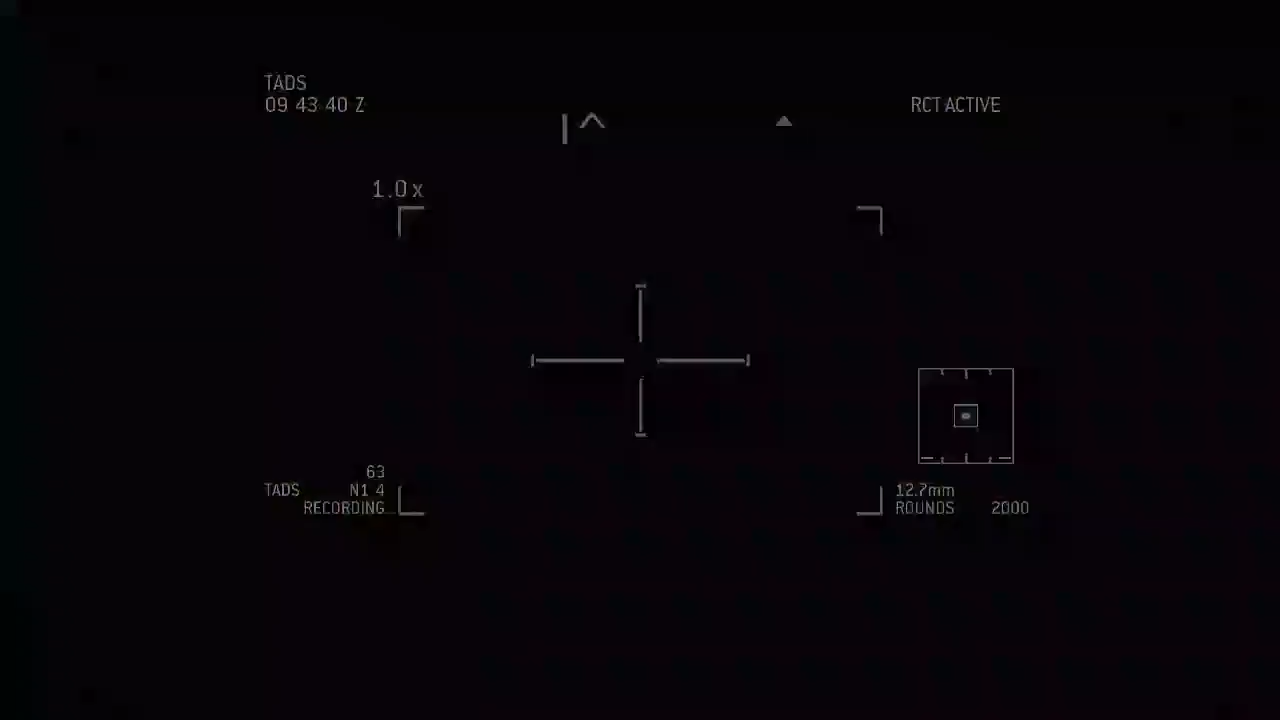 TADS
09 43 40 Z
RCT ACTIVE
1.0 x
63
TADS N1 4
RECORDING
12.7mm
ROUNDS 2000